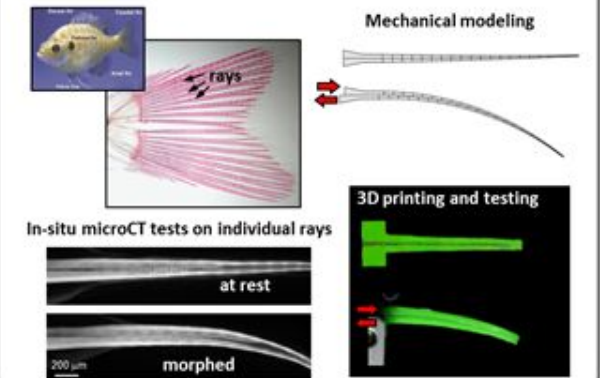 Mechanical modeling
rays
In-situ microCT tests on individual rays
at rest
morphed
200 μm
3D printing and testing